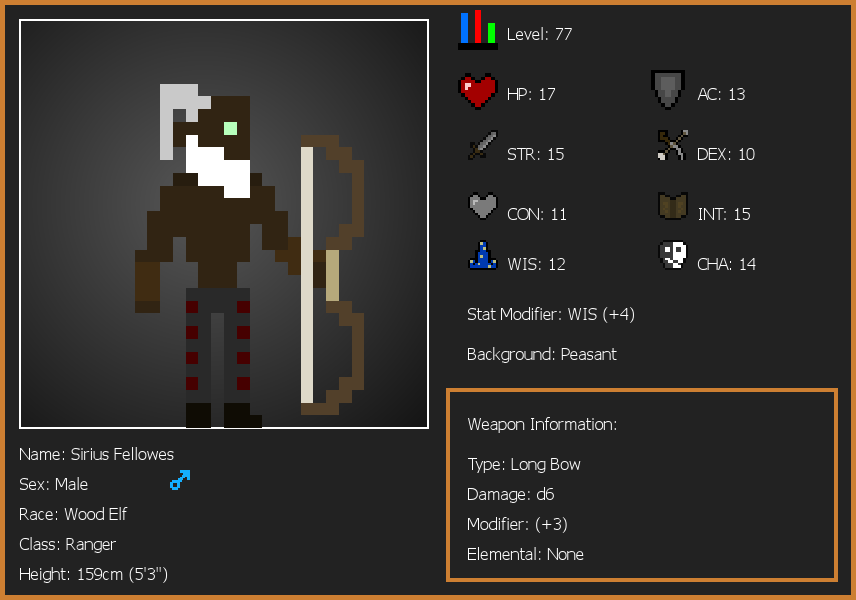 Level: 77
HP: 17
AC: 13
STR: 15
DEX: 10
CON: 11
INT: 15
WIS: 12
CHA: 14
Stat Modifier: WIS (+4)
Background: Peasant
Weapon Information:
Type: Long Bow
Damage: d6
Modifier: (+3)
Elemental: None
Name: Sirius Fellowes
Sex: Male
Race: Wood Elf
Class: Ranger
Height: 159cm (5'3")